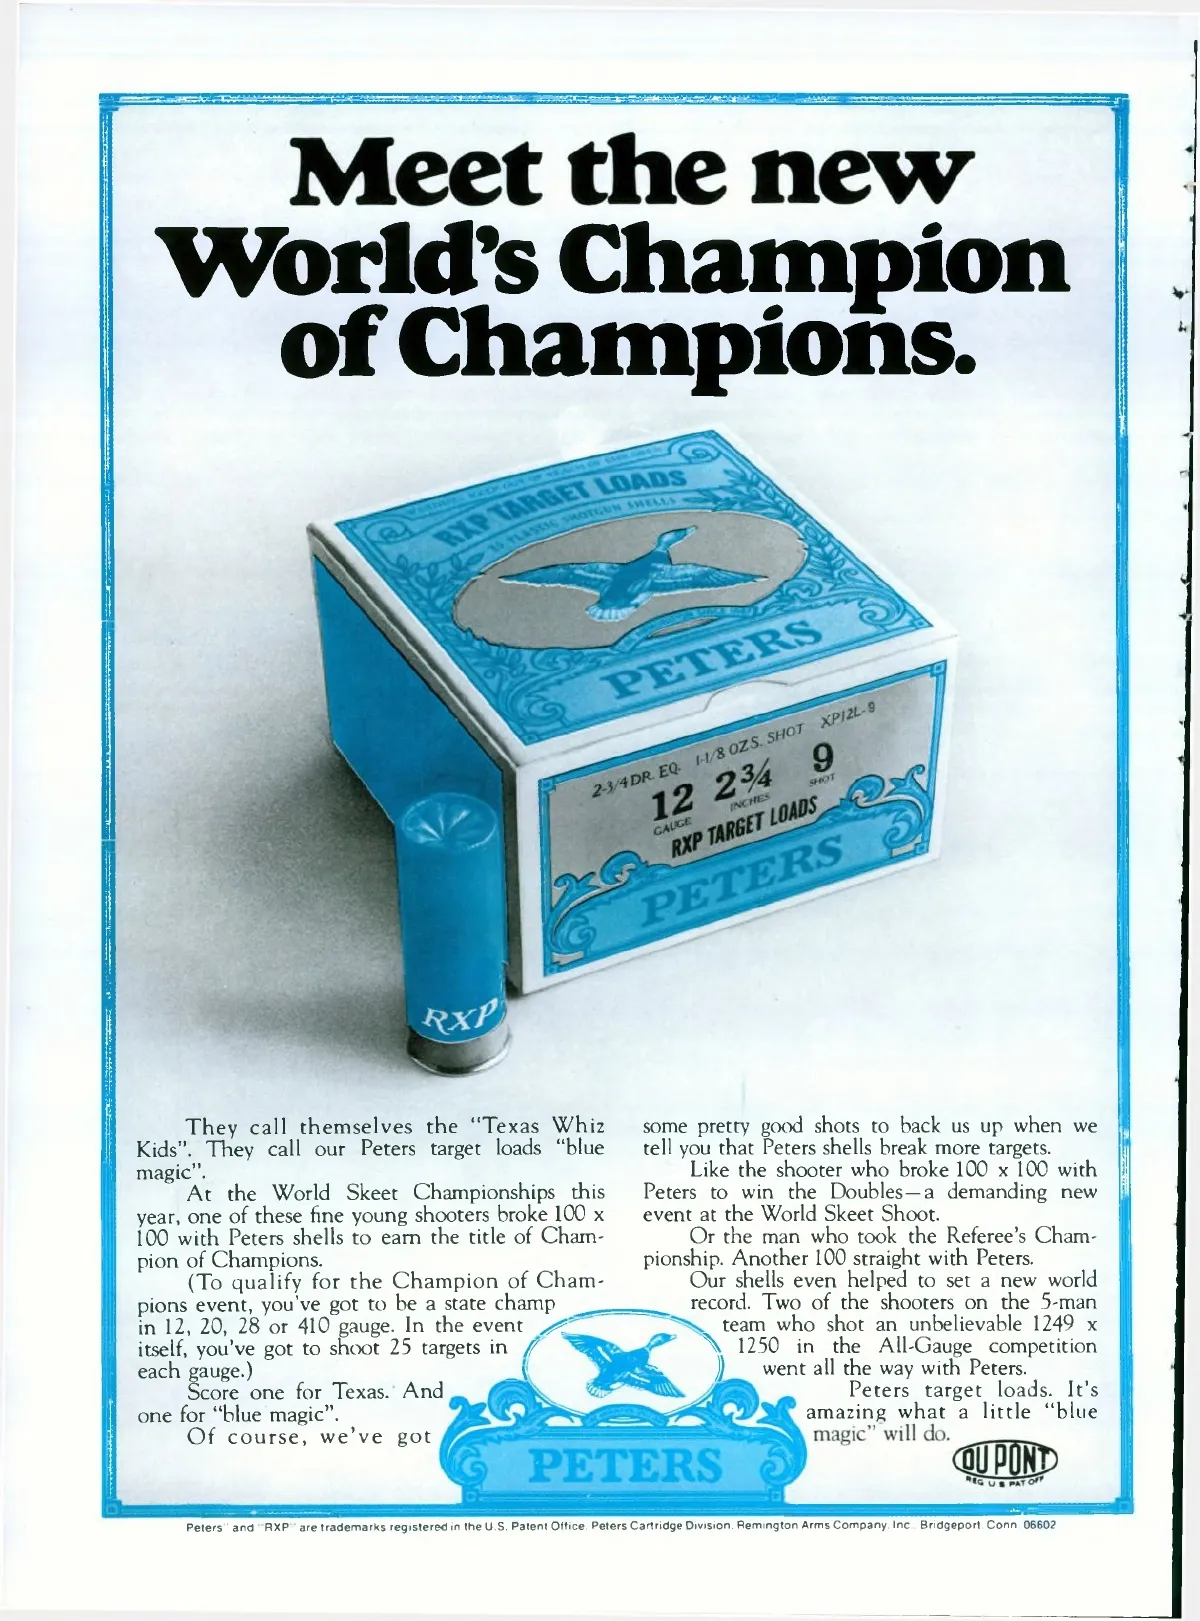 Meet the new
World's Champion
of Champions.
RXP TARGET LOADS
25 PLASTIC SHOTGUN SHELLS
PETERS
2-3/4 DR. EQ. 1-1/8 OZS. SHOT XP12L-9
12 2¾ 9
GAUGE INCHES SHOT
RXP TARGET LOADS
PETERS
RXP
They call themselves the "Texas Whiz
Kids". They call our Peters target loads "blue
magic".
At the World Skeet Championships this
year, one of these fine young shooters broke 100 x
100 with Peters shells to earn the title of Cham-
pion of Champions.
(To qualify for the Champion of Cham-
pions event, you've got to be a state champ
in 12, 20, 28 or 410 gauge. In the event
itself, you've got to shoot 25 targets in
each gauge.)
Score one for Texas. And
one for "blue magic".
Of course, we've got
some pretty good shots to back us up when we
tell you that Peters shells break more targets.
Like the shooter who broke 100 x 100 with
Peters to win the Doubles—a demanding new
event at the World Skeet Shoot.
Or the man who took the Referee's Cham-
pionship. Another 100 straight with Peters.
Our shells even helped to set a new world
record. Two of the shooters on the 5-man
team who shot an unbelievable 1249 x
1250 in the All-Gauge competition
went all the way with Peters.
Peters target loads. It's
amazing what a little "blue
magic" will do.
PETERS
DU PONT
REG U S PAT OFF
Peters" and "RXP" are trademarks registered in the U.S. Patent Office. Peters Cartridge Division. Remington Arms Company, Inc., Bridgeport, Conn. 06602